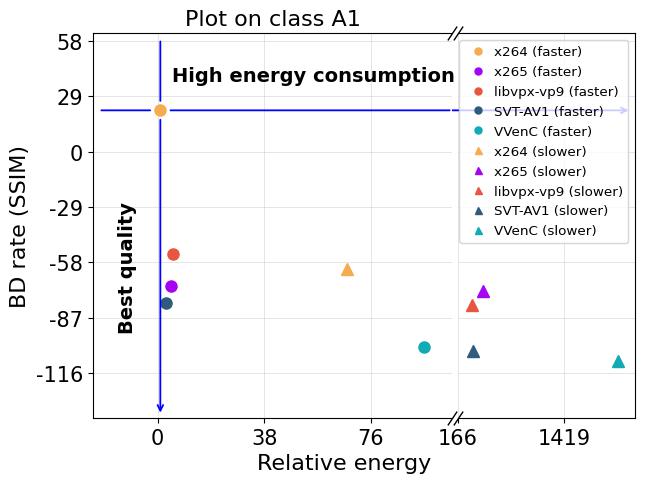 Plot on class A1
58
29
0
-29
-58
-87
-116
BD rate (SSIM)
High energy consumption
Best quality
x264 (faster)
x265 (faster)
libvpx-vp9 (faster)
SVT-AV1 (faster)
VVenC (faster)
x264 (slower)
x265 (slower)
libvpx-vp9 (slower)
SVT-AV1 (slower)
VVenC (slower)
0 38 76 166 1419
Relative energy